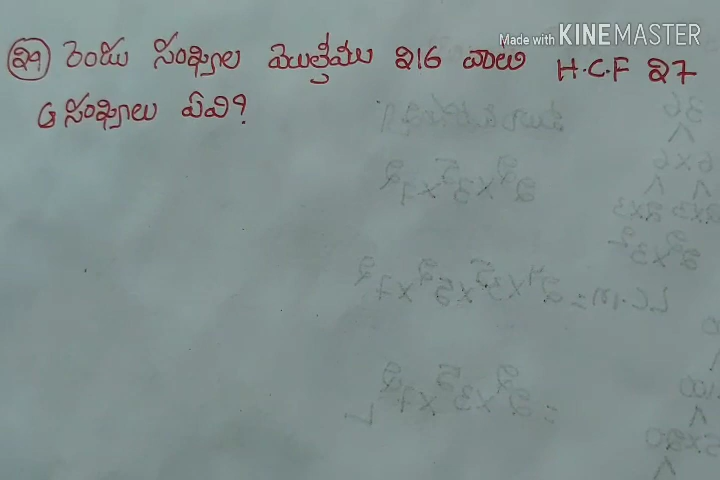 Made with KINEMASTER
29 రెండు సంఖ్యల మొత్తము 216 వాటి H.C.F 27
ఆ సంఖ్యలు ఏవి?